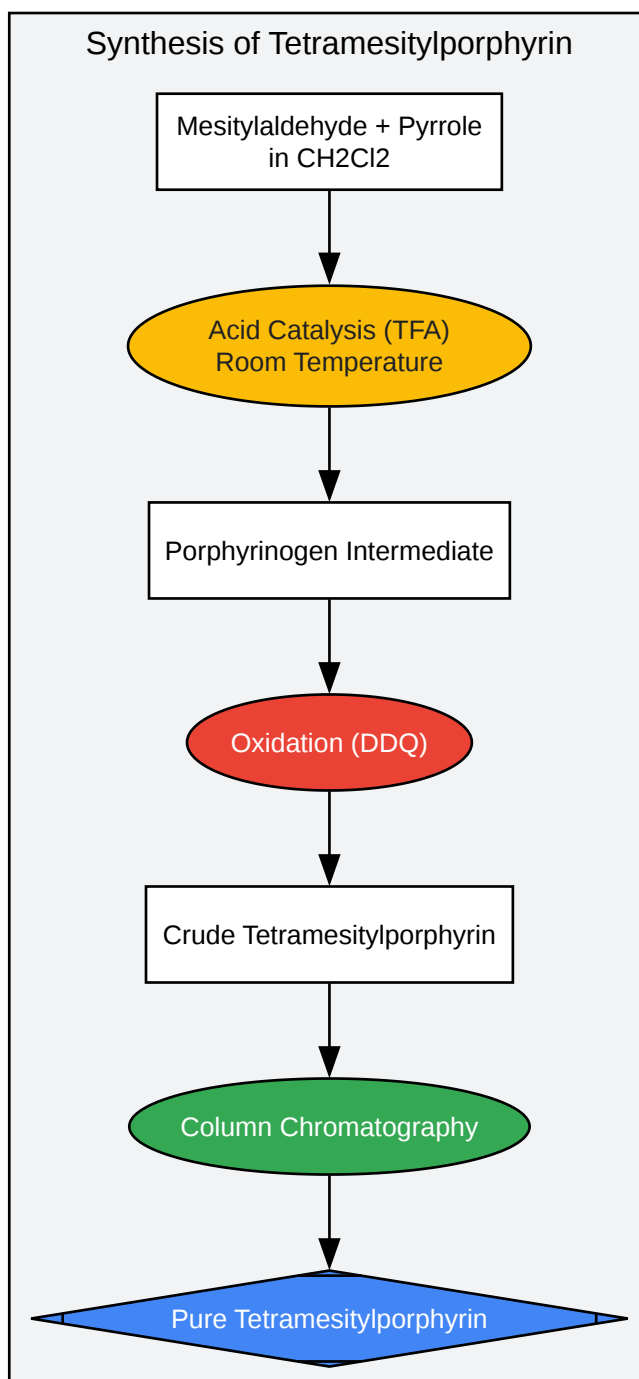 Synthesis of Tetramesitylporphyrin
Mesitylaldehyde + Pyrrole
in CH2Cl2
Acid Catalysis (TFA)
Room Temperature
Porphyrinogen Intermediate
Oxidation (DDQ)
Crude Tetramesitylporphyrin
Column Chromatography
Pure Tetramesitylporphyrin